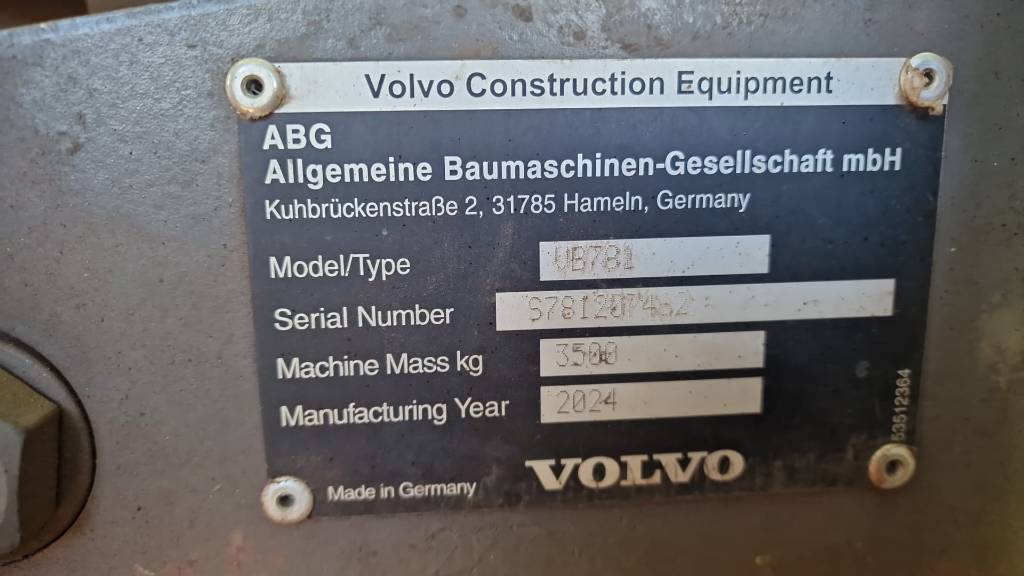 Volvo Construction Equipment
ABG
Allgemeine Baumaschinen-Gesellschaft mbH
Kuhbrückenstraße 2, 31785 Hameln, Germany
Model/Type VB781
Serial Number
Machine Mass kg 3500
Manufacturing Year 2024
VOLVO
Made in Germany
53512364